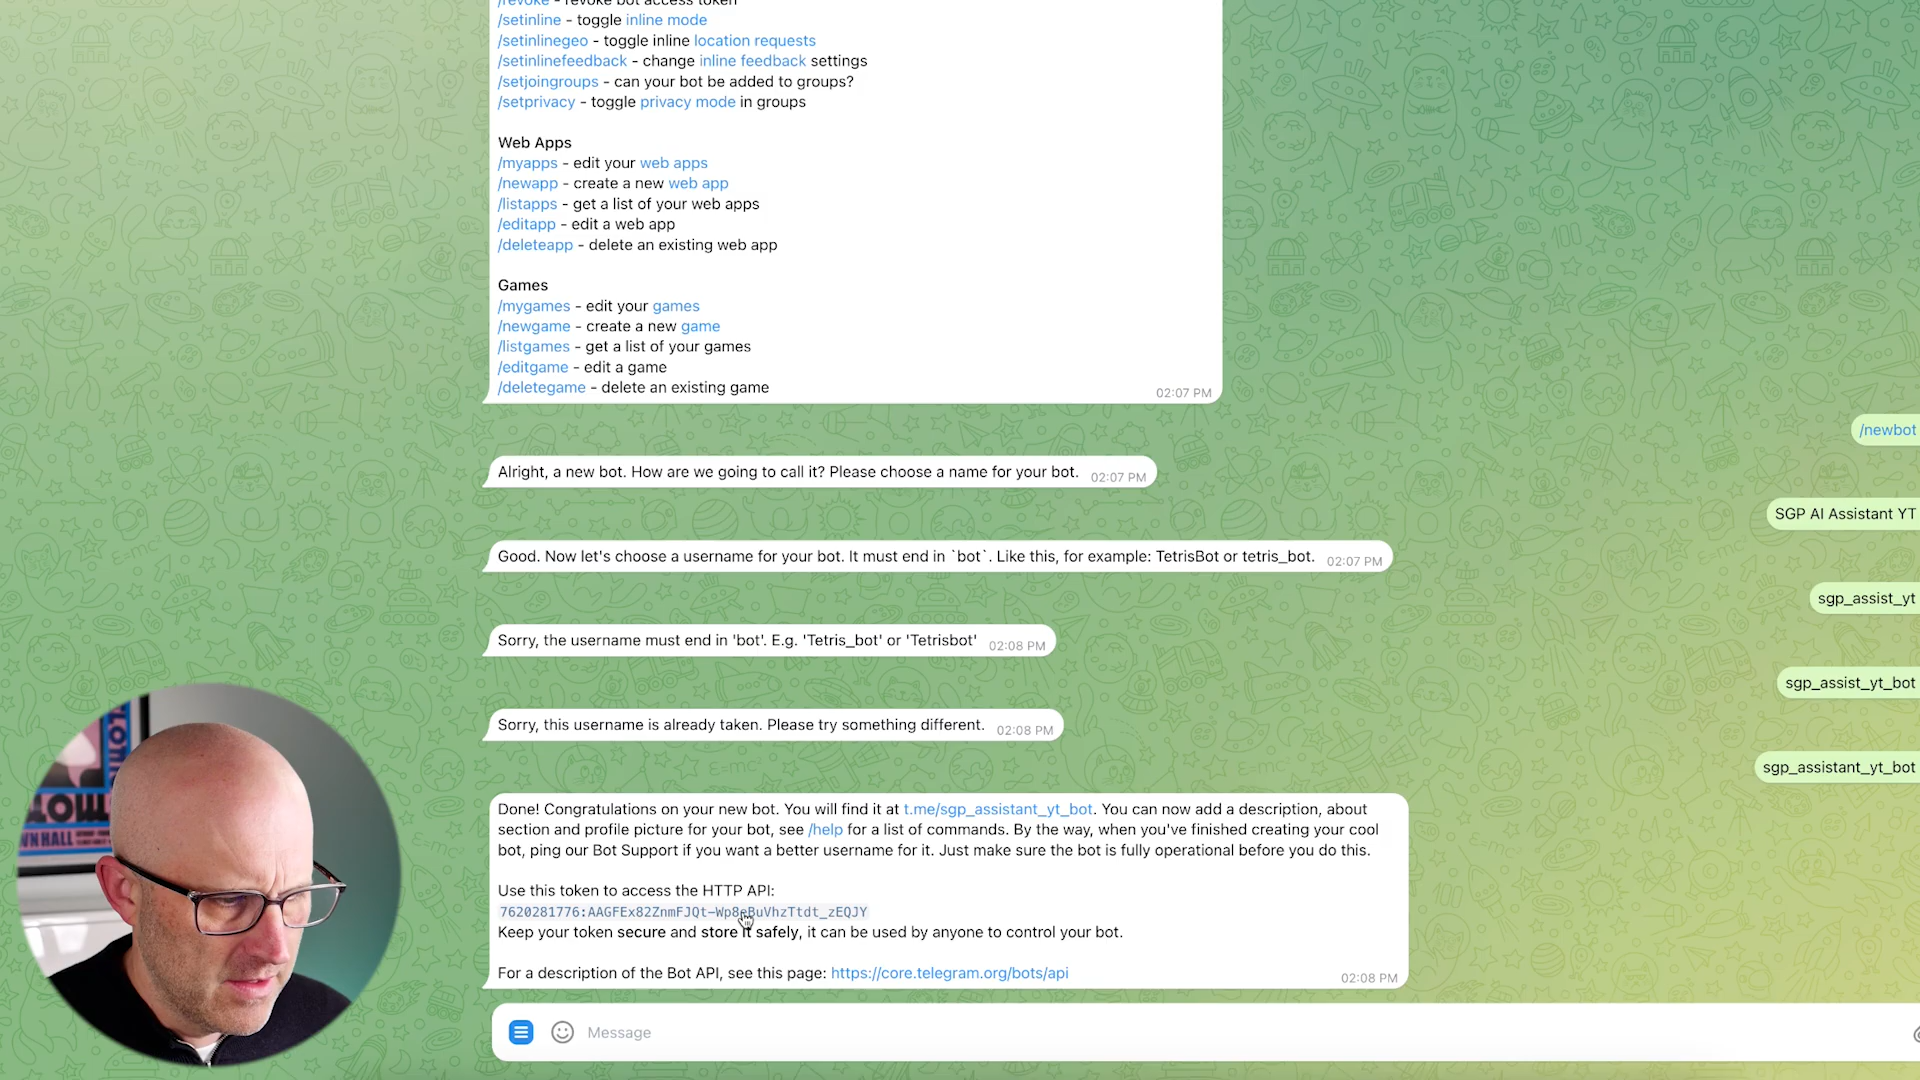 /revoke - revoke bot access token
/setinline - toggle inline mode
/setinlinegeo - toggle inline location requests
/setinlinefeedback - change inline feedback settings
/setjoingroups - can your bot be added to groups?
/setprivacy - toggle privacy mode in groups
Web Apps
/myapps - edit your web apps
/newapp - create a new web app
/listapps - get a list of your web apps
/editapp - edit a web app
/deleteapp - delete an existing web app
Games
/mygames - edit your games
/newgame - create a new game
/listgames - get a list of your games
/editgame - edit a game
/deletegame - delete an existing game
02:07 PM
/newbot
Alright, a new bot. How are we going to call it? Please choose a name for your bot. 02:07 PM
SGP AI Assistant YT
Good. Now let's choose a username for your bot. It must end in `bot`. Like this, for example: TetrisBot or tetris_bot. 02:07 PM
sgp_assist_yt
Sorry, the username must end in 'bot'. E.g. 'Tetris_bot' or 'Tetrisbot' 02:08 PM
sgp_assist_yt_bot
Sorry, this username is already taken. Please try something different. 02:08 PM
sgp_assistant_yt_bot
Done! Congratulations on your new bot. You will find it at t.me/sgp_assistant_yt_bot. You can now add a description, about
section and profile picture for your bot, see /help for a list of commands. By the way, when you've finished creating your cool
bot, ping our Bot Support if you want a better username for it. Just make sure the bot is fully operational before you do this.
Use this token to access the HTTP API:
Keep your token secure and store it safely, it can be used by anyone to control your bot.
For a description of the Bot API, see this page: https://core.telegram.org/bots/api
02:08 PM
Message